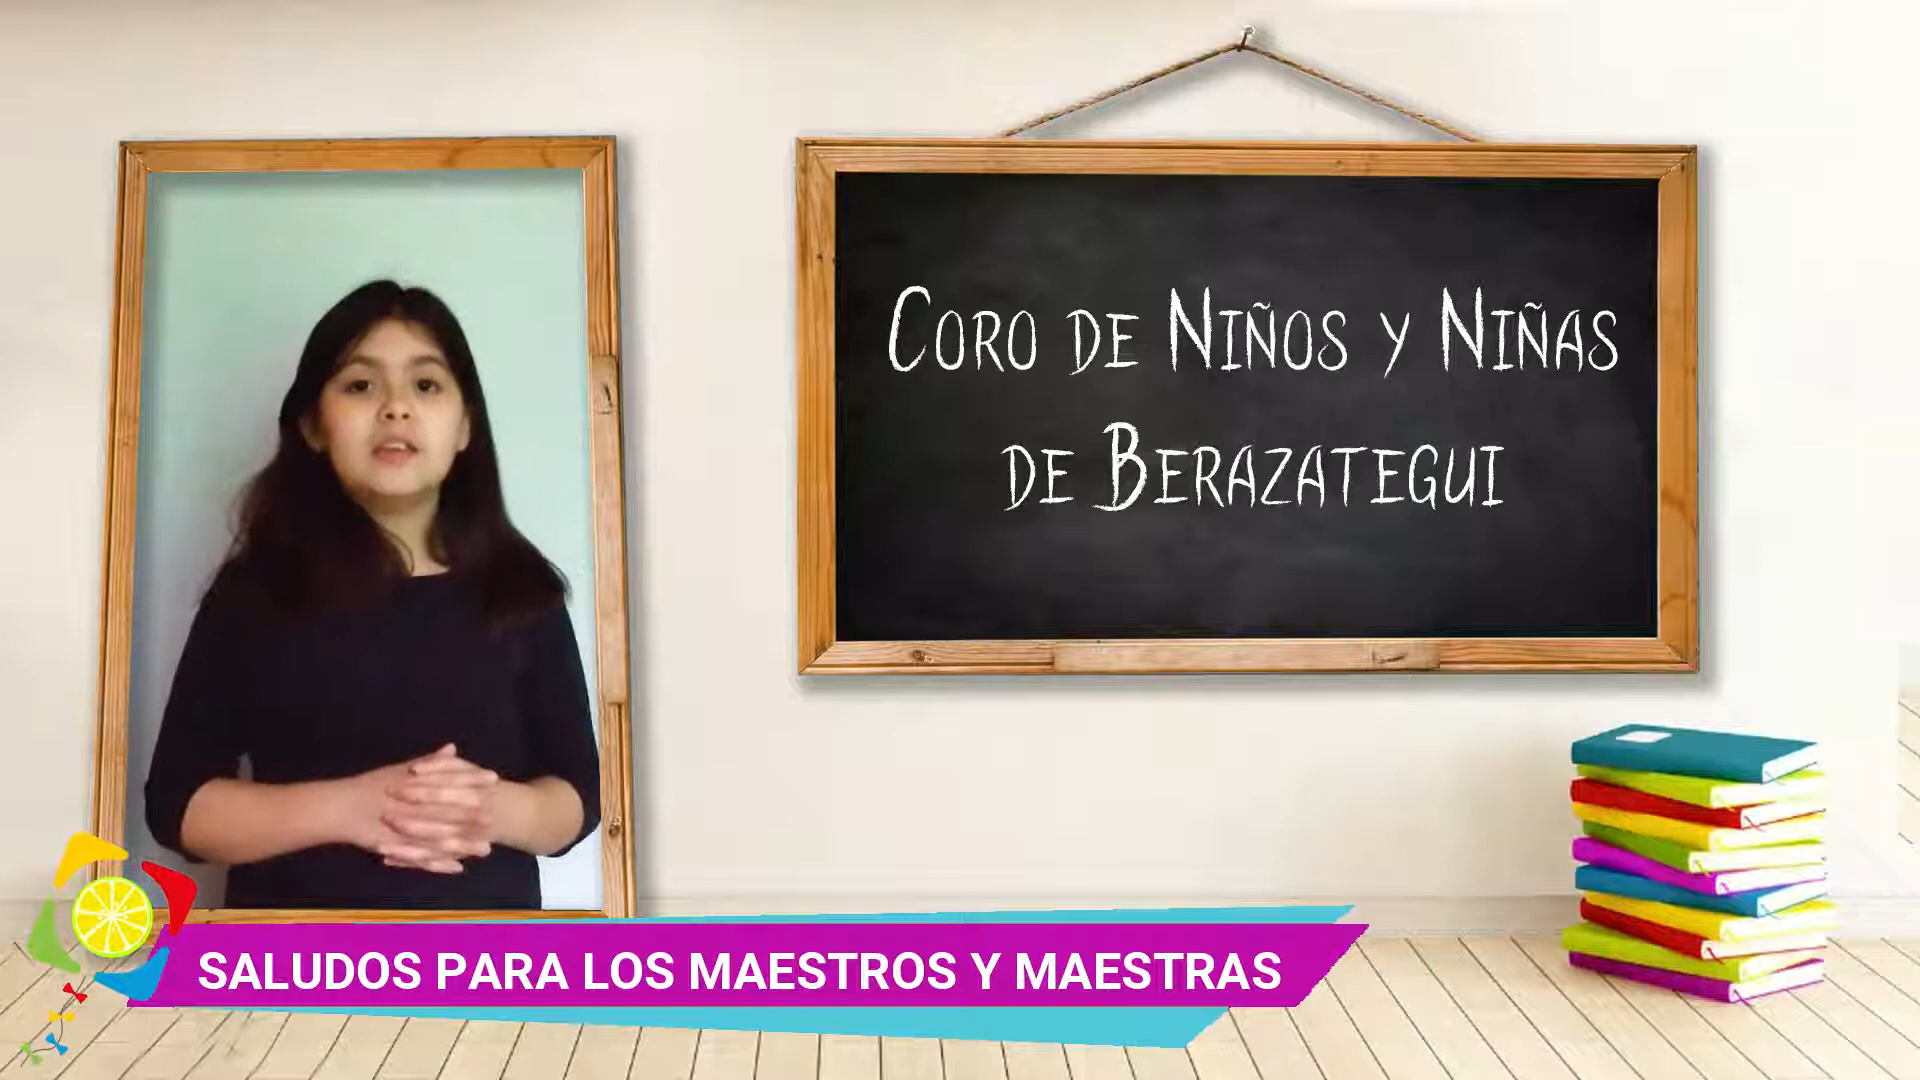 CORO DE NIÑOS Y NIÑAS
DE BERAZATEGUI
SALUDOS PARA LOS MAESTROS Y MAESTRAS